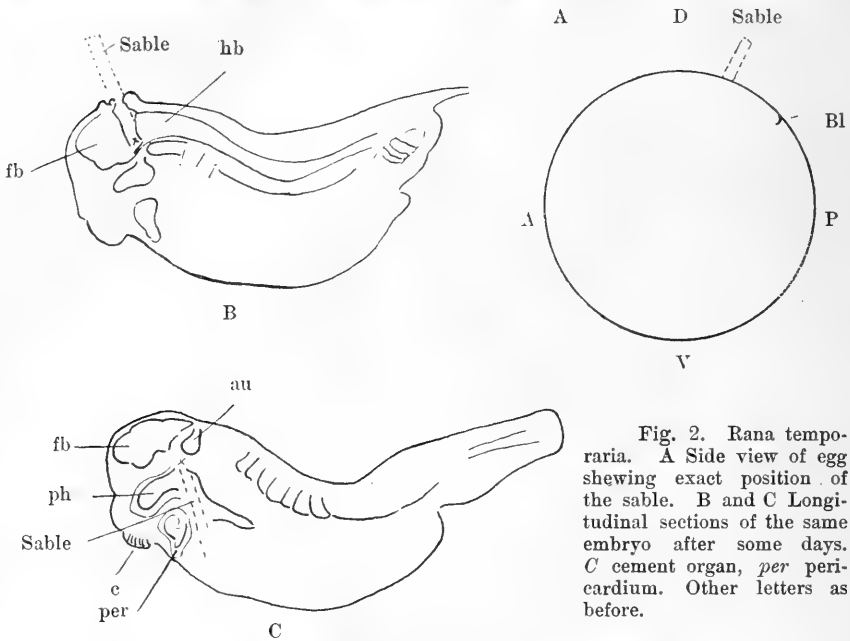 A
D
Sable
Sable
hb
Bl
fb
A
P
B
V
au
fb
ph
Sable
c
per
C
Fig. 2. Rana tempo-
raria. A Side view of egg
shewing exact position of
the sable. B and C Longi-
tudinal sections of the same
embryo after some days.
C cement organ, per peri-
cardium. Other letters as
before.